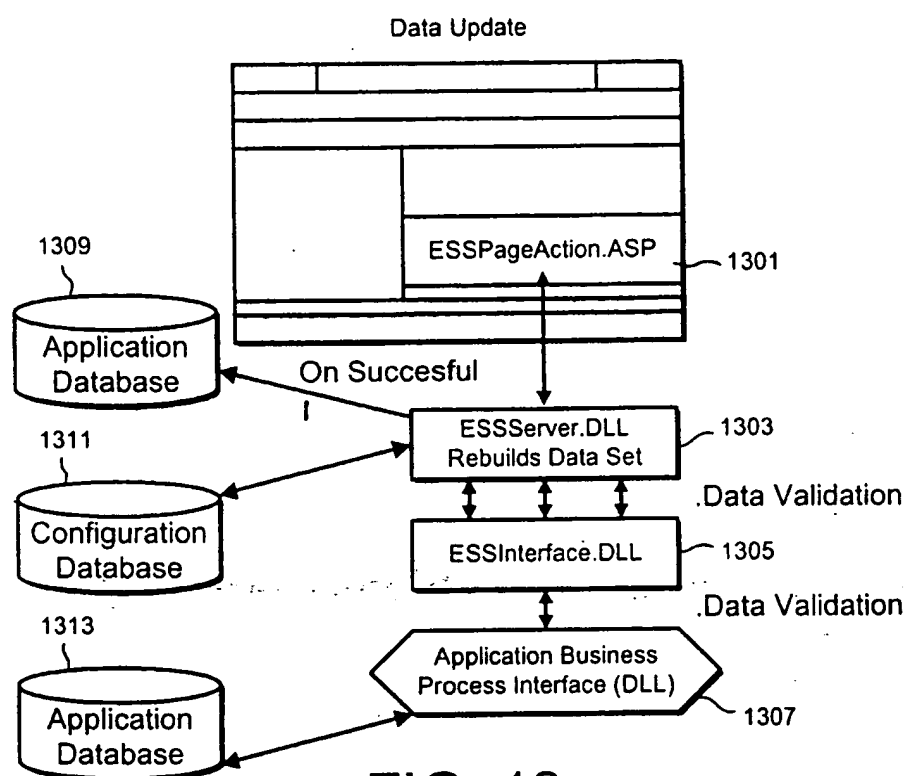 Data Update
ESSPageAction.ASP
1301
1309
Application
Database
On Succesful
ESSServer.DLL
Rebuilds Data Set
1303
1311
.Data Validation
Configuration
Database
ESSInterface.DLL
1305
.Data Validation
1313
Application Business
Process Interface (DLL)
1307
Application
Database